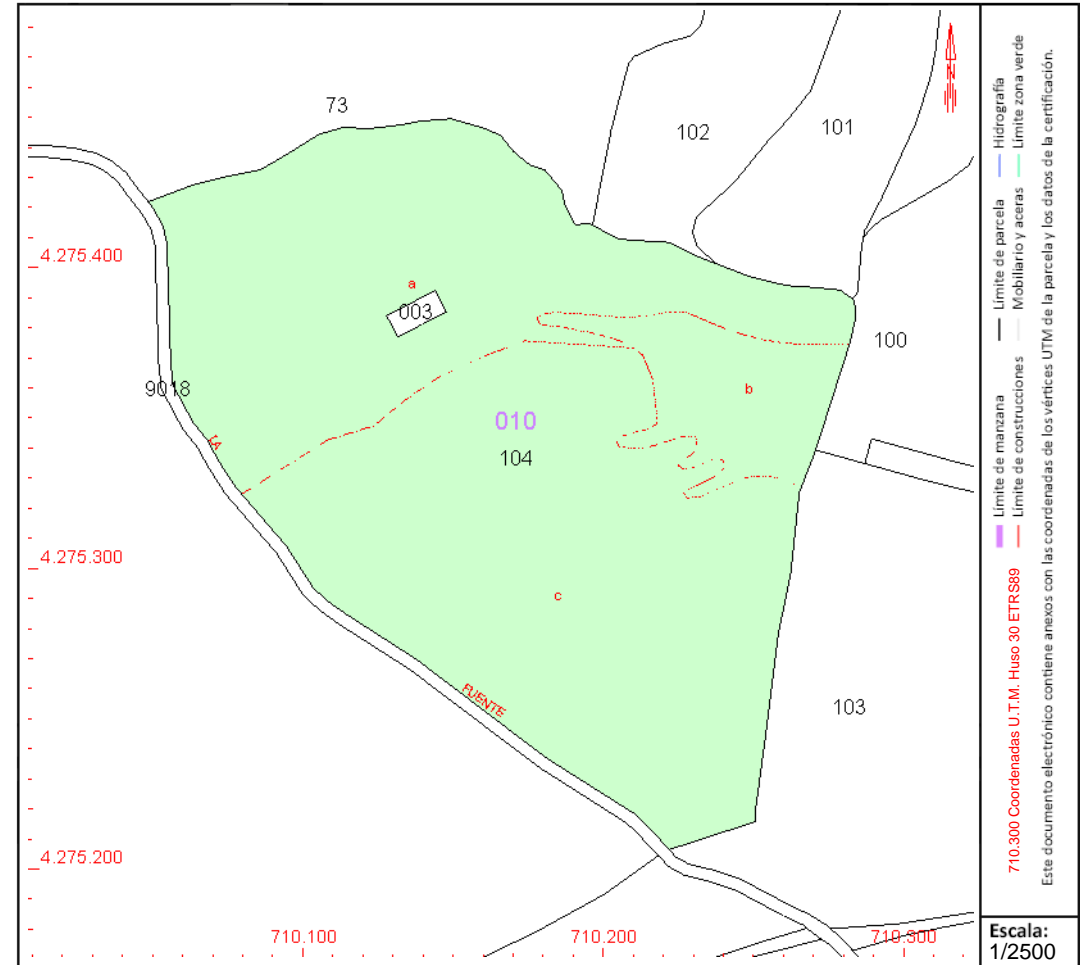 73
102
101
4.275.400
a
003
100
9018
b
LA
010
104
4.275.300
c
FUENTE
103
4.275.200
710.100
710.200
710.300
N
710.300 Coordenadas U.T.M. Huso 30 ETRS89
Límite de manzana
Límite de parcela
Hidrografía
Límite de construcciones
Mobiliario y aceras
Límite zona verde
Este documento electrónico contiene anexos con las coordenadas de los vértices UTM de la parcela y los datos de la certificación.
Escala:
1/2500